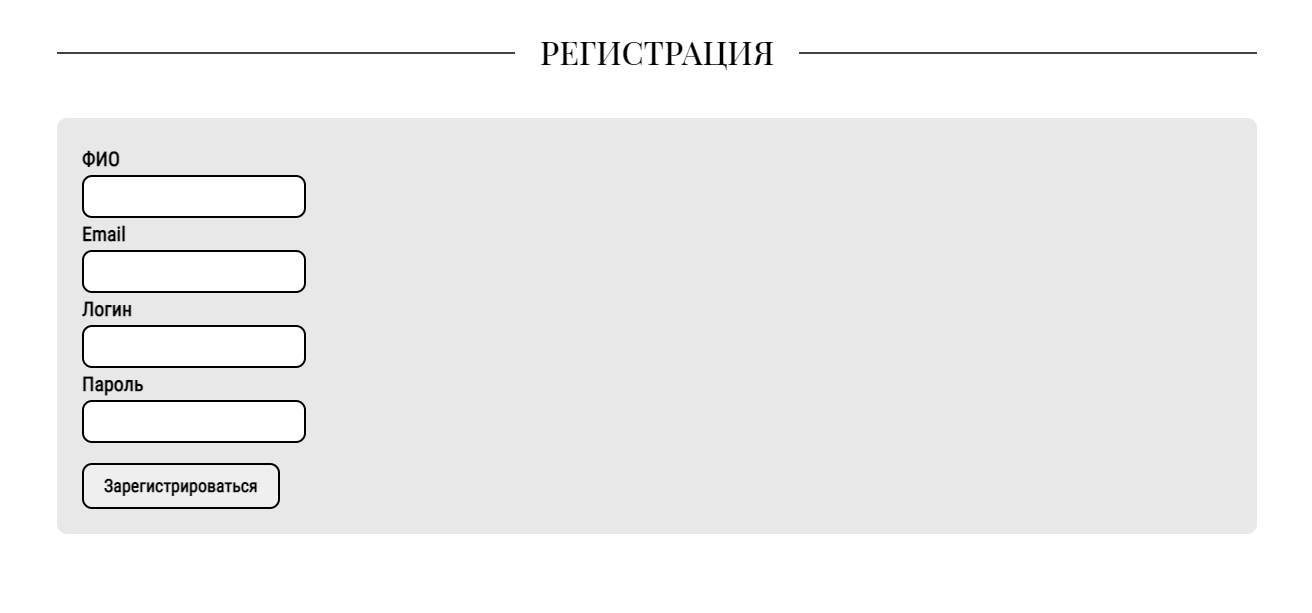 РЕГИСТРАЦИЯ
ФИО
Email
Логин
Пароль
Зарегистрироваться